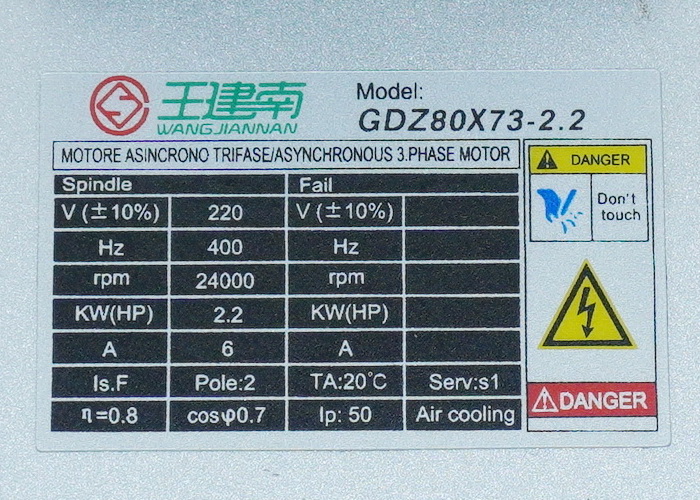 王建南
WANGJIANNAN
Model:
GDZ80X73-2.2
MOTORE ASINCRONO TRIFASE/ASYNCHRONOUS 3.PHASE MOTOR
Spindle Fail
V (±10%) 220 V (±10%)
Hz 400 Hz
rpm 24000 rpm
KW(HP) 2.2 KW(HP)
A 6 A
Is.F Pole:2 TA:20°C Serv:s1
η=0.8 cosφ0.7 Ip: 50 Air cooling
DANGER
Don't
touch
DANGER